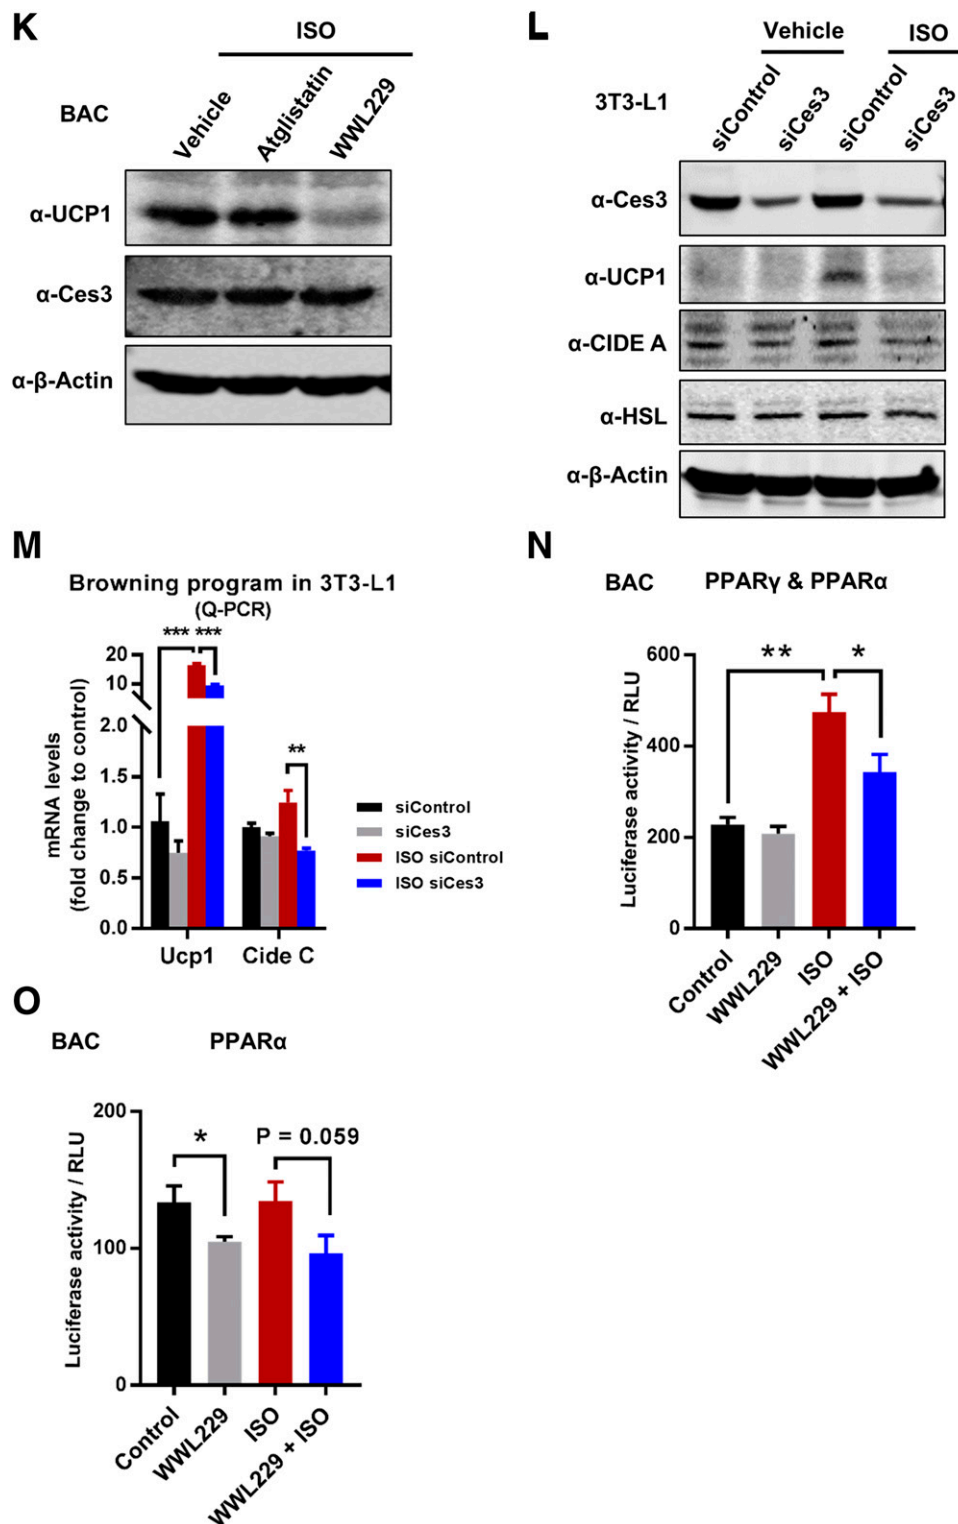 K
ISO
BAC
Vehicle
Atglistatin
WWL229
α-UCP1
α-Ces3
α-β-Actin
L
Vehicle
ISO
3T3-L1
siControl
siCes3
siControl
siCes3
α-Ces3
α-UCP1
α-CIDE A
α-HSL
α-β-Actin
M
Browning program in 3T3-L1
(Q-PCR)
*** ***
**
mRNA levels
(fold change to control)
20
10
2.0
1.5
1.0
0.5
0.0
Ucp1
Cide C
siControl
siCes3
ISO siControl
ISO siCes3
N
BAC
PPARγ & PPARα
** *
Luciferase activity / RLU
600
400
200
0
Control
WWL229
ISO
WWL229 + ISO
O
BAC
PPARα
*
P = 0.059
Luciferase activity / RLU
200
100
0
Control
WWL229
ISO
WWL229 + ISO